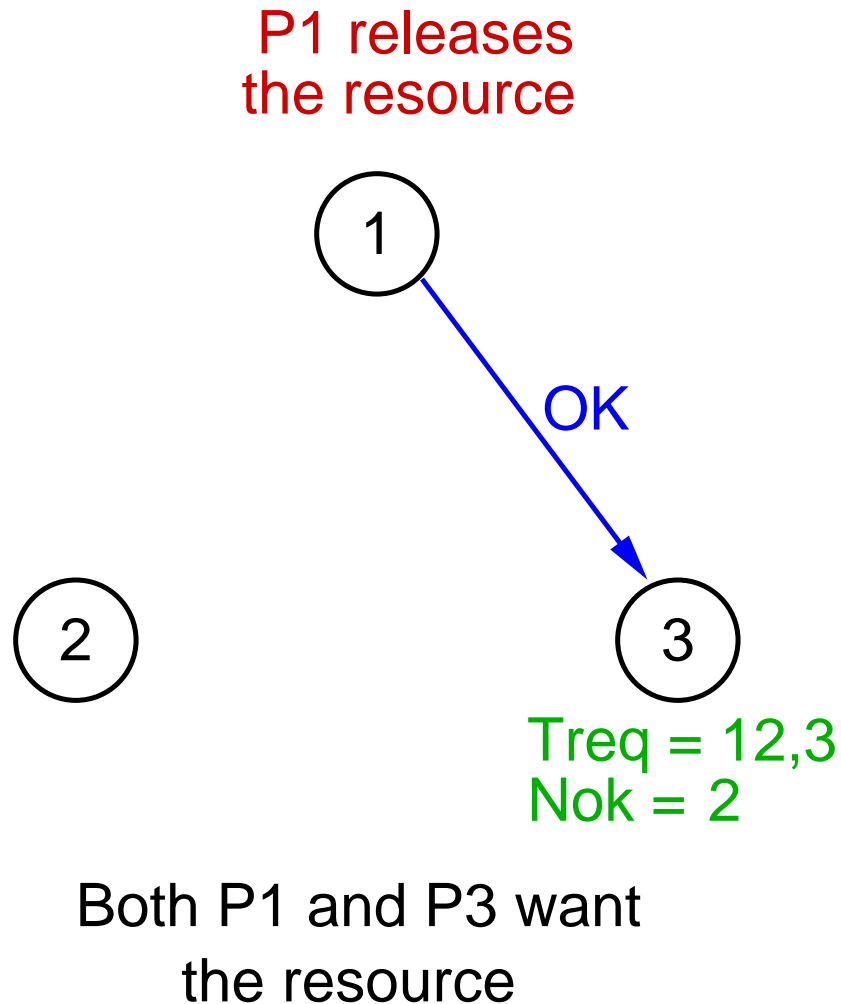 P1 releases
the resource
1
OK
2
3
Treq = 12,3
Nok = 2
Both P1 and P3 want
the resource